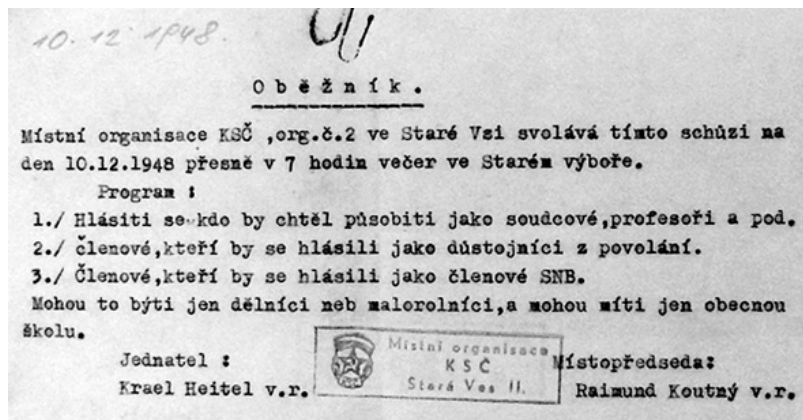 10. 12 1948.
Oběžník.
Místní organisace KSČ ,org.č.2 ve Staré Vsi svolává tímto schůzi na
den 10.12.1948 přesně v 7 hodin večer ve Starém výboře.
Program :
1./ Hlásiti se kdo by chtěl působiti jako soudcové,profesoři a pod.
2./ členové,kteří by se hlásili jako důstojníci z povolání.
3./ Členové,kteří by se hlásili jako členové SNB.
Mohou to býti jen dělníci neb malorolníci,a mohou míti jen obecnou
školu.
Jednatel :
Krael Heitel v.r.
Místní organisace
KSČ
Stará Ves II.
Místopředseda:
Raimund Koutný v.r.